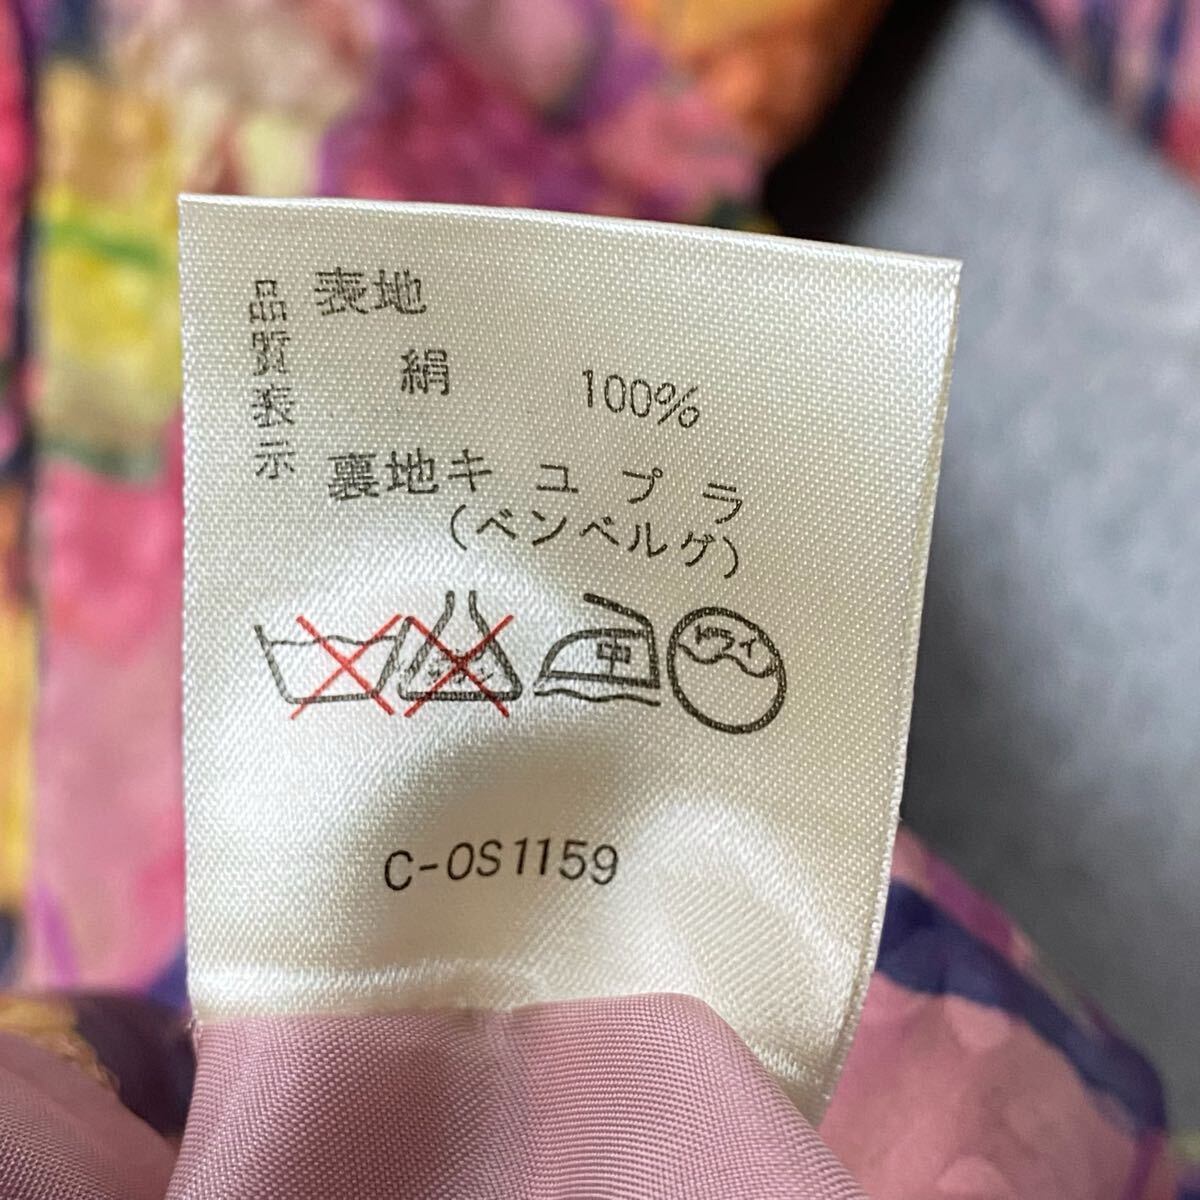 品質表示
表地
絹 100%
裏地キュプラ
(ベンベルグ)
中
ドライ
C-OS1159